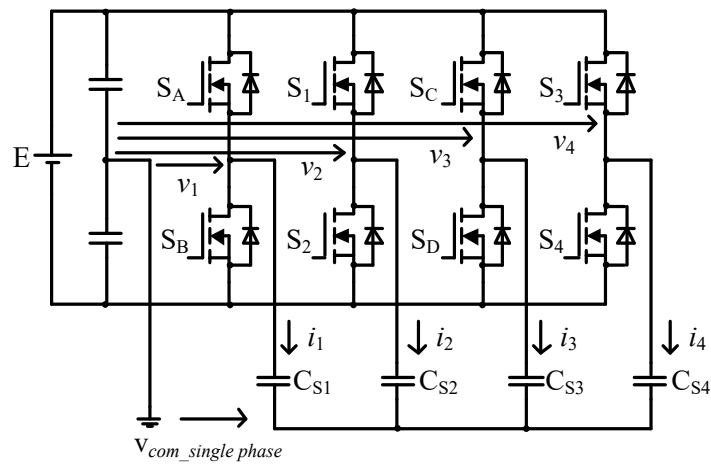 S_A S_1 S_C S_3
v_4
E v_3
v_2
v_1
S_B S_2 S_D S_4
i_1 i_2 i_3 i_4
C_S1 C_S2 C_S3 C_S4
v_com_single phase